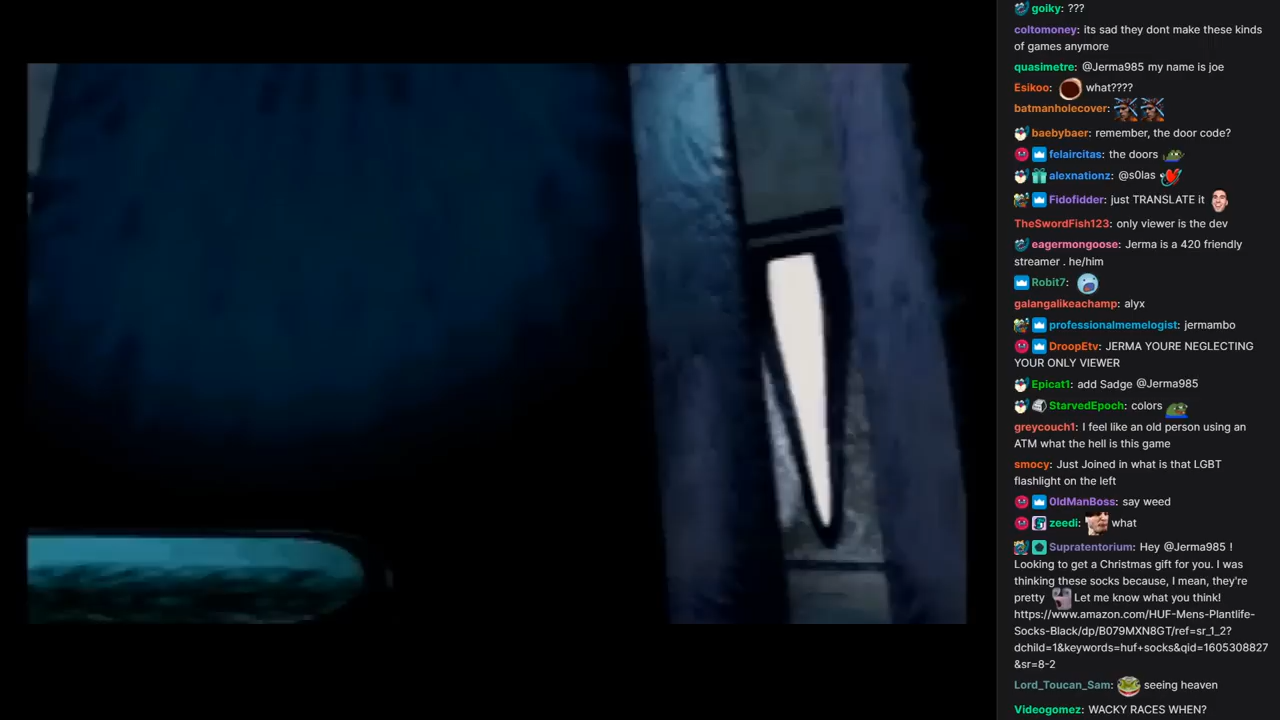 goiky: ???
coltomoney: its sad they dont make these kinds
of games anymore
quasimetre: @Jerma985 my name is joe
Esikoo: what????
batmanholecover:
baebybaer: remember, the door code?
felaircitas: the doors
alexnationz: @s0las
Fidofidder: just TRANSLATE it
TheSwordFish123: only viewer is the dev
eagermongoose: Jerma is a 420 friendly
streamer . he/him
Robit7:
galangalikeachamp: alyx
professionalmemelogist: jermambo
DroopEtv: JERMA YOURE NEGLECTING
YOUR ONLY VIEWER
Epicat1: add Sadge @Jerma985
StarvedEpoch: colors
greycouch1: I feel like an old person using an
ATM what the hell is this game
smocy: Just Joined in what is that LGBT
flashlight on the left
0ldManBoss: say weed
zeedi: what
Supratentorium: Hey @Jerma985 !
Looking to get a Christmas gift for you. I was
thinking these socks because, I mean, they're
pretty Let me know what you think!
https://www.amazon.com/HUF-Mens-Plantlife-
Socks-Black/dp/B079MXN8GT/ref=sr_1_2?
dchild=1&keywords=huf+socks&qid=1605308827
&sr=8-2
Lord_Toucan_Sam: seeing heaven
Videogomez: WACKY RACES WHEN?